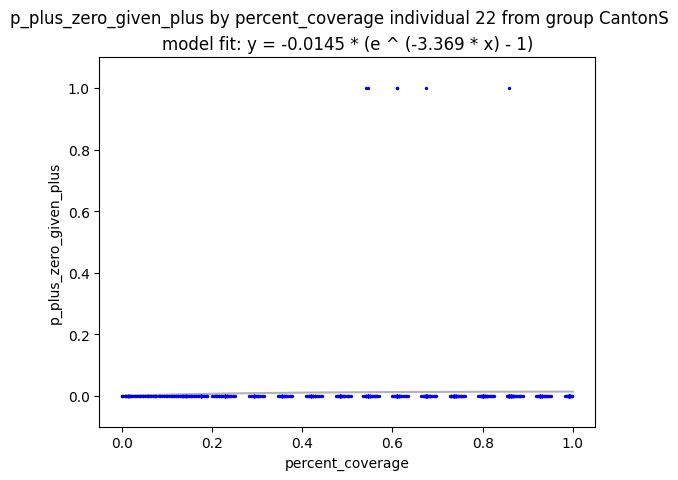 p_plus_zero_given_plus by percent_coverage individual 22 from group CantonS
model fit: y = -0.0145 * (e ^ (-3.369 * x) - 1)
1.0
0.8
0.6
0.4
0.2
0.0
p_plus_zero_given_plus
0.0 0.2 0.4 0.6 0.8 1.0
percent_coverage